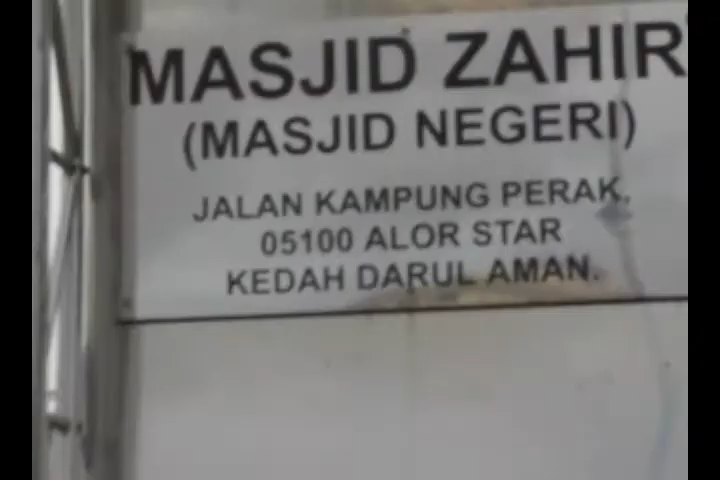 MASJID ZAHIR
(MASJID NEGERI)
JALAN KAMPUNG PERAK,
05100 ALOR STAR
KEDAH DARUL AMAN.